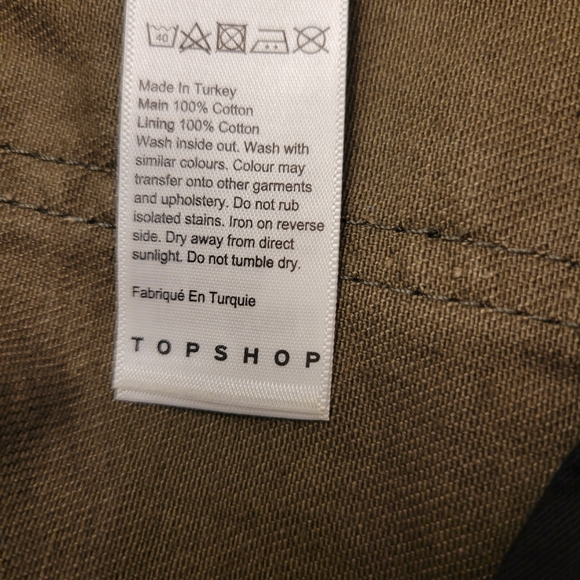 40
Made In Turkey
Main 100% Cotton
Lining 100% Cotton
Wash inside out. Wash with
similar colours. Colour may
transfer onto other garments
and upholstery. Do not rub
isolated stains. Iron on reverse
side. Dry away from direct
sunlight. Do not tumble dry.
Fabriqué En Turquie
TOPSHOP